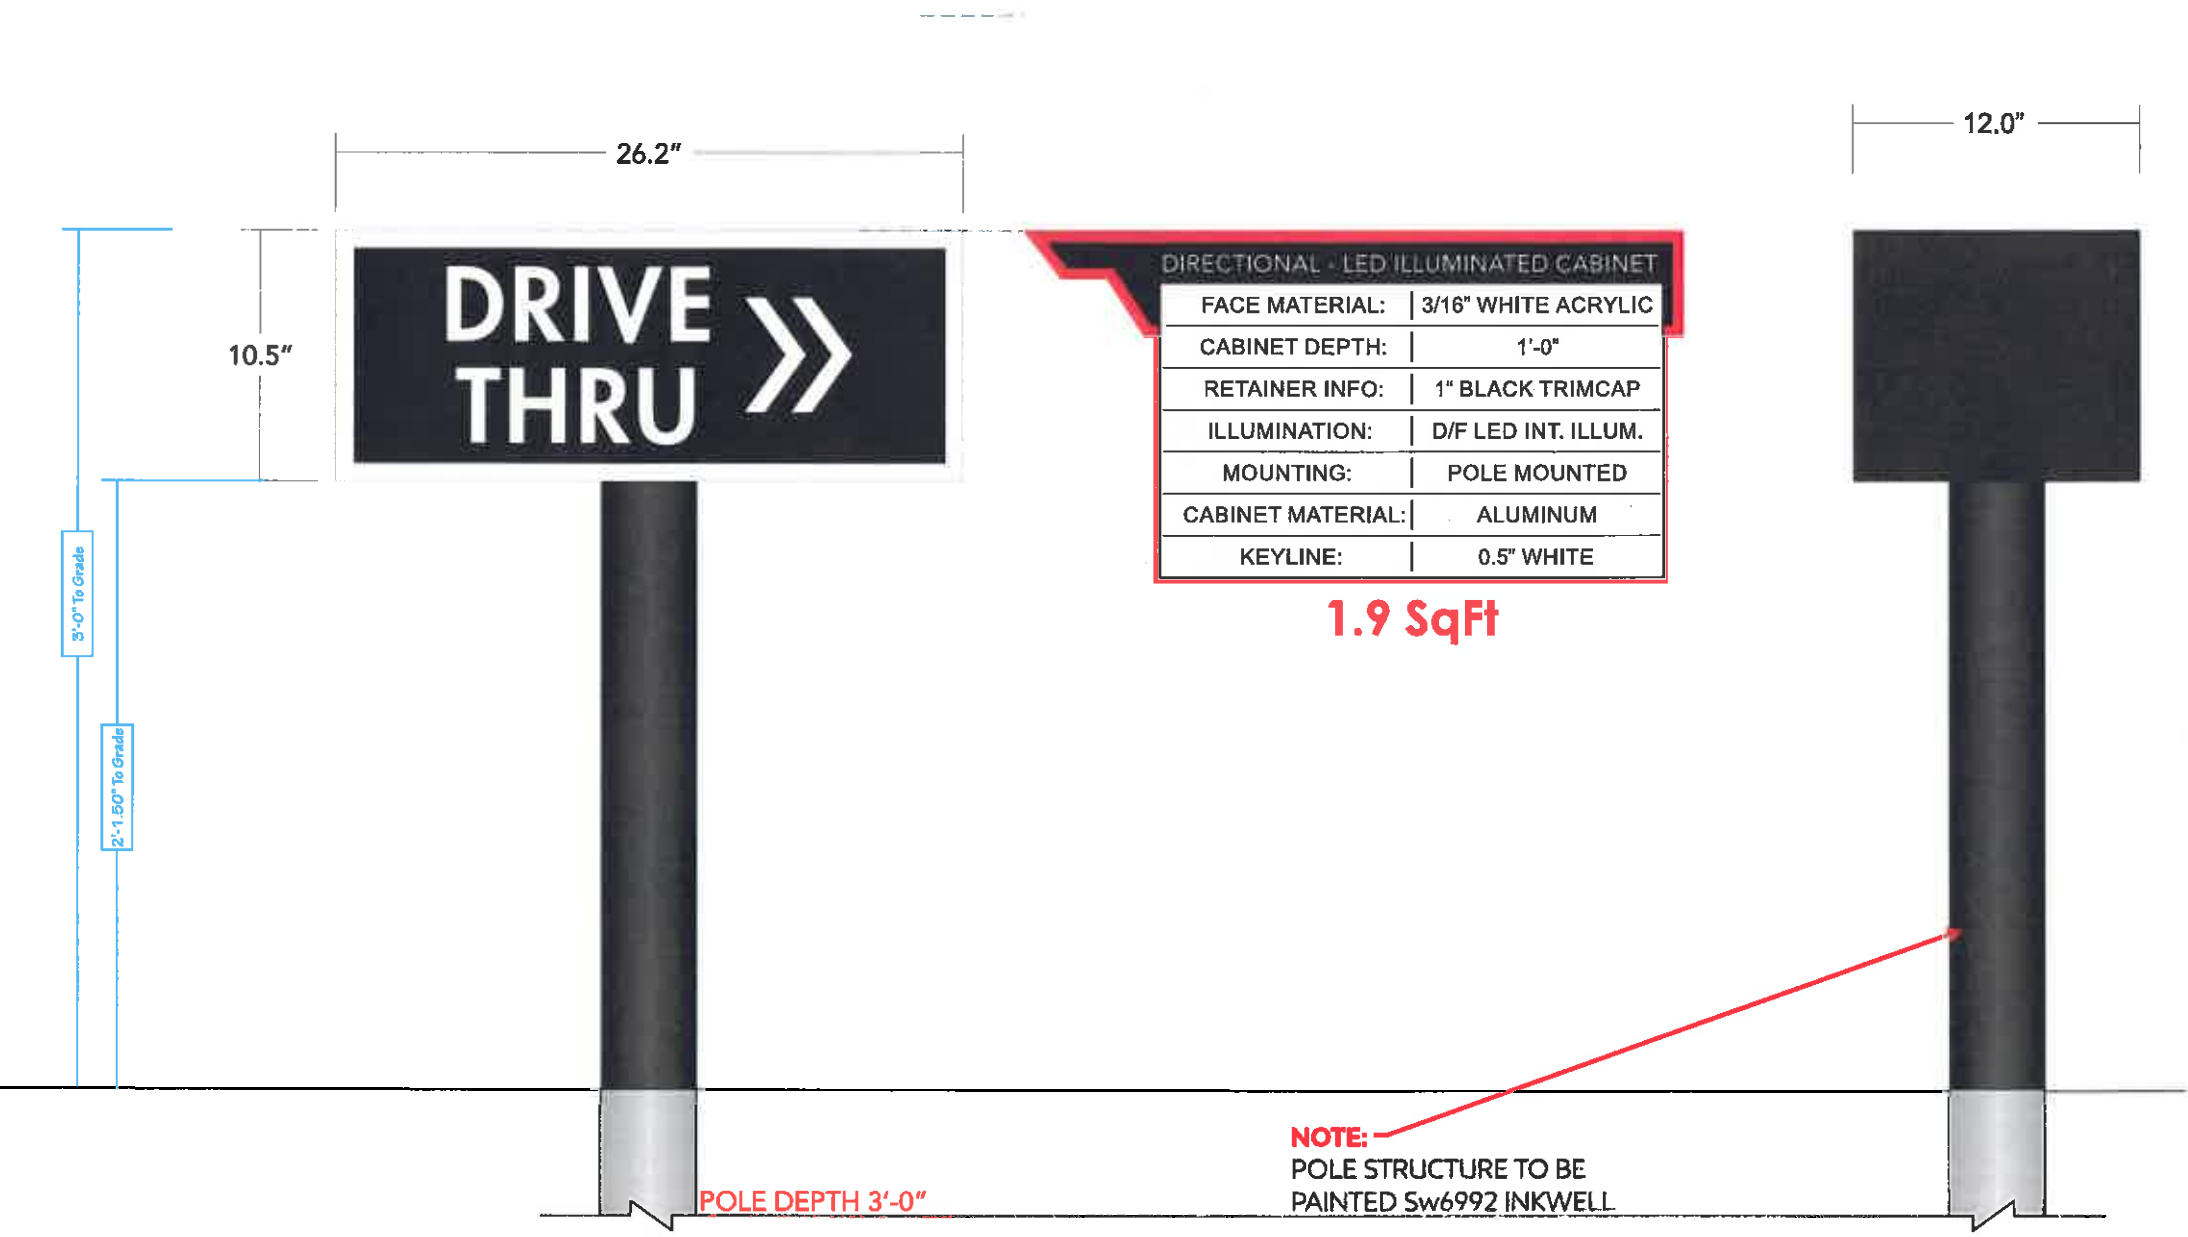 26.2"
12.0"
10.5"
3'-0" To Grade
2'-1.50" To Grade
DRIVE
THRU
DIRECTIONAL - LED ILLUMINATED CABINET
FACE MATERIAL: 3/16" WHITE ACRYLIC
CABINET DEPTH: 1'-0"
RETAINER INFO: 1" BLACK TRIMCAP
ILLUMINATION: D/F LED INT. ILLUM.
MOUNTING: POLE MOUNTED
CABINET MATERIAL: ALUMINUM
KEYLINE: 0.5" WHITE
1.9 SqFt
NOTE:
POLE STRUCTURE TO BE
PAINTED Sw6992 INKWELL
POLE DEPTH 3'-0"